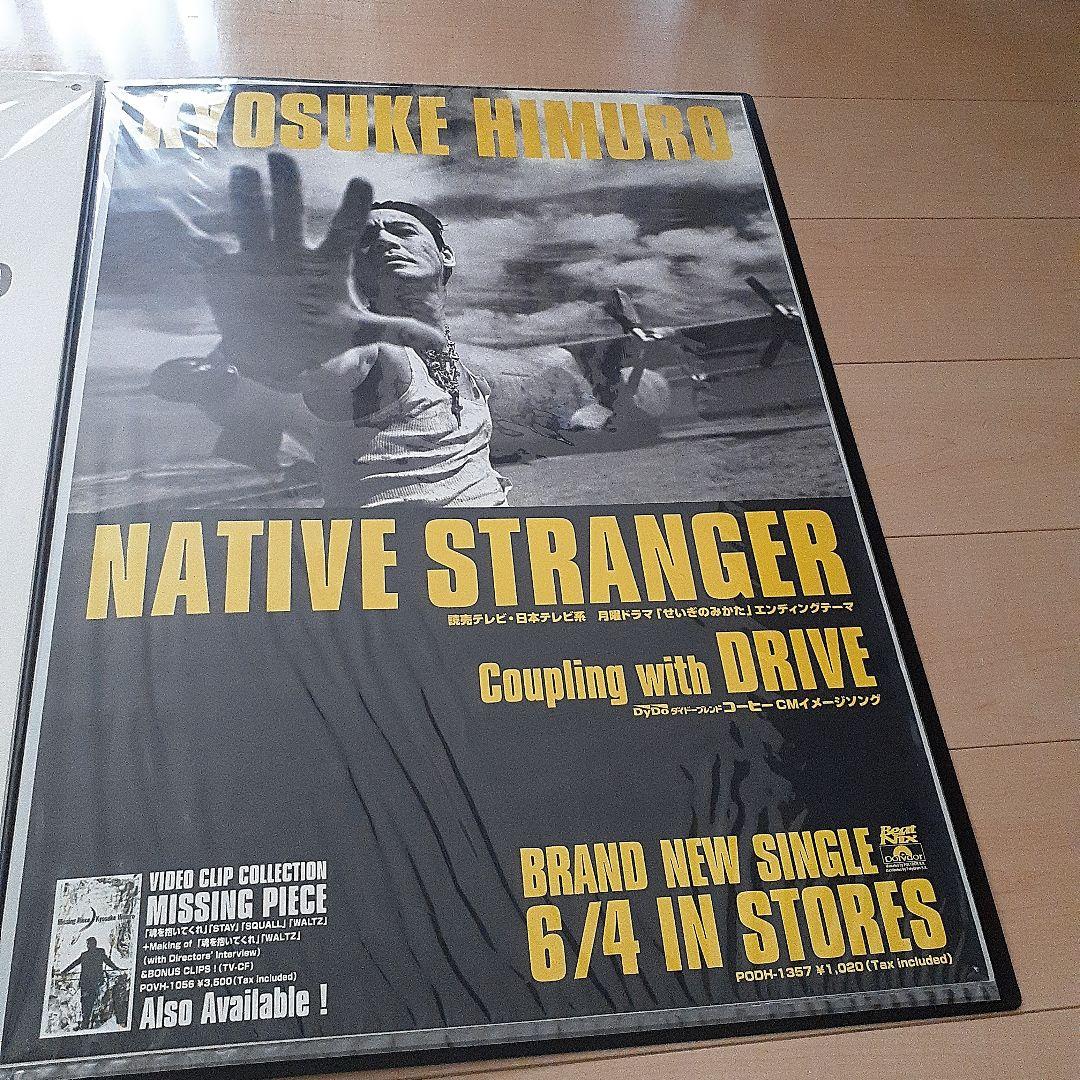 KYOSUKE HIMURO
NATIVE STRANGER
読売テレビ・日本テレビ系 月曜ドラマ「せいぎのみかた」エンディングテーマ
Coupling with DRIVE
DyDo ダイドーブレンドコーヒー CMイメージソング
BRAND NEW SINGLE
Beat Nix
polydor
6/4 IN STORES
PODH-1357 ¥1,020 (Tax included)
VIDEO CLIP COLLECTION
MISSING PIECE
「魂を抱いてくれ」「STAY」「SQUALL」「WALTZ」
+Making of 「魂を抱いてくれ」「WALTZ」
(with Directors' Interview)
&BONUS CLIPS! (TV-CF)
POVH-1056 ¥3,500 (Tax included)
Also Available !
Missing Piece Kyosuke Himuro